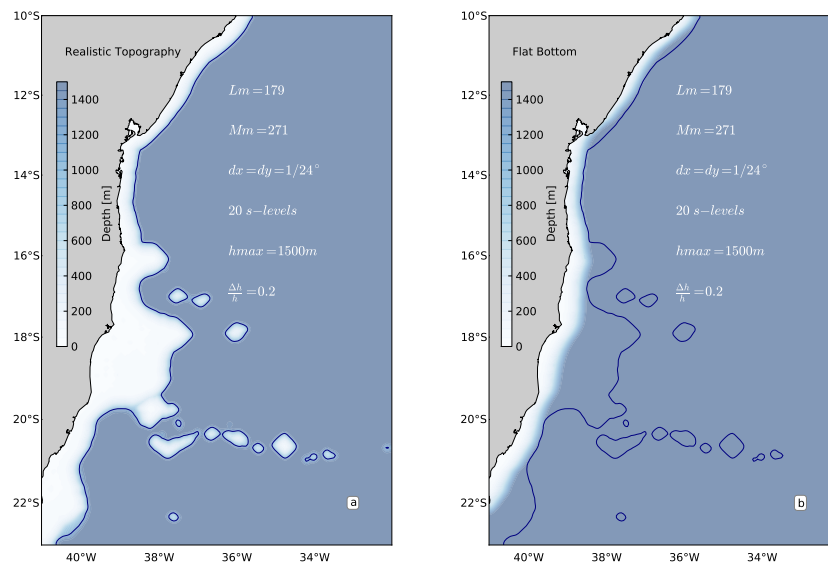 Realistic Topography
10°S
12°S
14°S
16°S
18°S
20°S
22°S
1400
1200
1000
800
600
400
200
0
Depth [m]
Lm=179
Mm=271
dx=dy=1/24°
20 s−levels
hmax=1500m
Δh/h=0.2
a
40°W
38°W
36°W
34°W
Flat Bottom
10°S
12°S
14°S
16°S
18°S
20°S
22°S
1400
1200
1000
800
600
400
200
0
Depth [m]
Lm=179
Mm=271
dx=dy=1/24°
20 s−levels
hmax=1500m
Δh/h=0.2
b
40°W
38°W
36°W
34°W